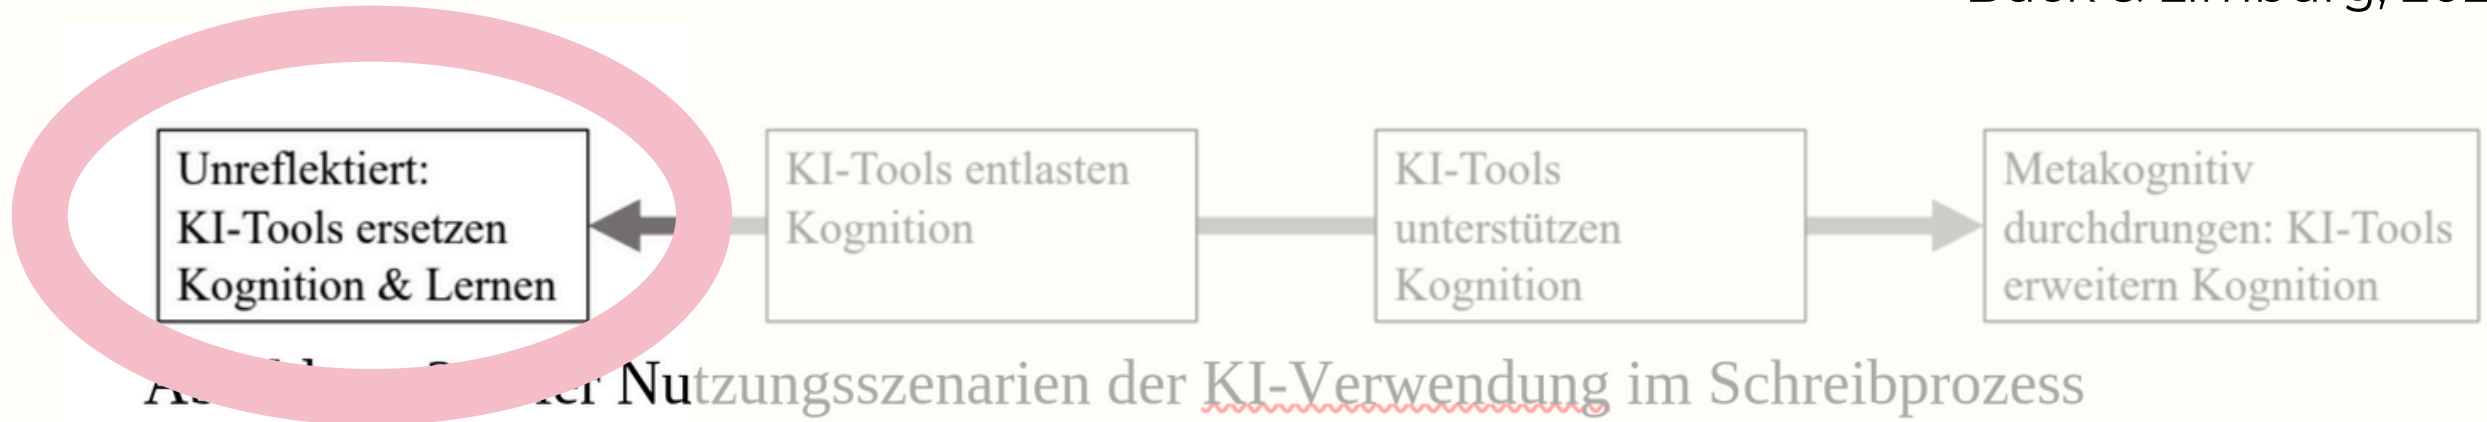 & Limburg,
Unreflektiert:
KI-Tools ersetzen
Kognition & Lernen
KI-Tools entlasten
Kognition
KI-Tools
unterstützen
Kognition
Metakognitiv
durchdrungen: KI-Tools
erweitern Kognition
Nutzungsszenarien der KI-Verwendung im Schreibprozess